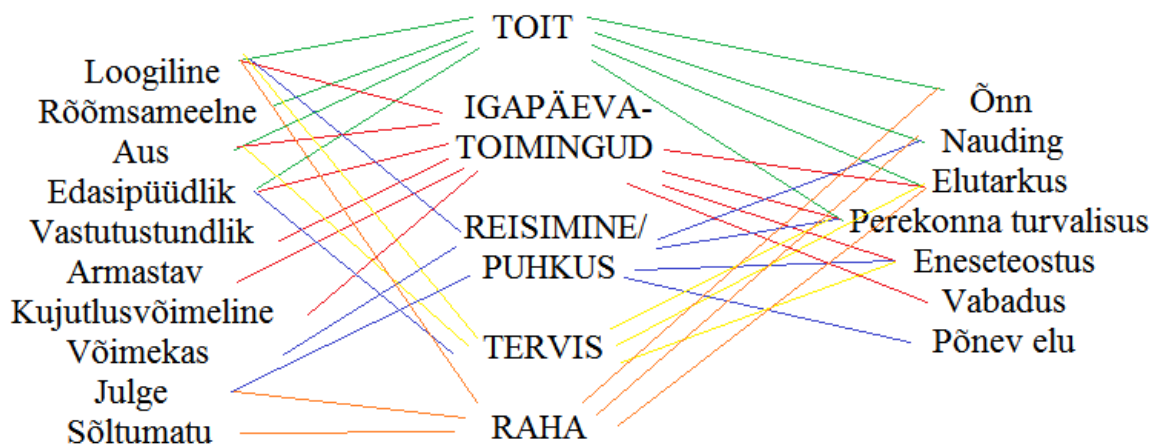 Loogiline
Rõõmsameelne
Aus
Edasipüüdlik
Vastutustundlik
Armastav
Kujutlusvõimeline
Võimekas
Julge
Sõltumatu
TOIT
IGAPÄEVA-
TOIMINGUD
REISIMINE/
PUHKUS
TERVIS
RAHA
Õnn
Nauding
Elutarkus
Perekonna turvalisus
Eneseteostus
Vabadus
Põnev elu